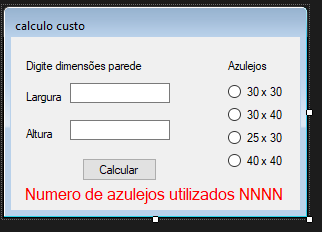 calculo custo
Digite dimensões parede
Azulejos
Largura
30 x 30
30 x 40
Altura
25 x 30
40 x 40
Calcular
Numero de azulejos utilizados NNNN